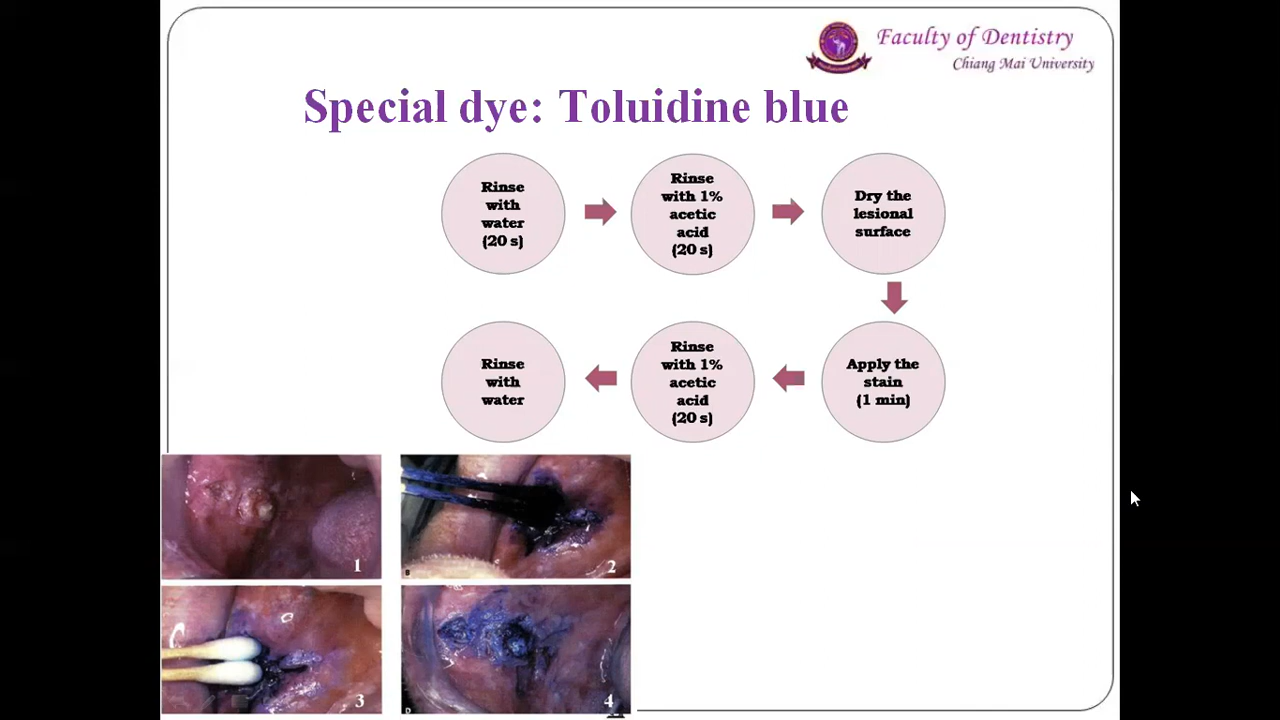 Faculty of Dentistry
Chiang Mai University
Special dye: Toluidine blue
Rinse
with
water
(20 s)
Rinse
with 1%
acetic
acid
(20 s)
Dry the
lesional
surface
Apply the
stain
(1 min)
Rinse
with 1%
acetic
acid
(20 s)
Rinse
with
water
1
2
3
4